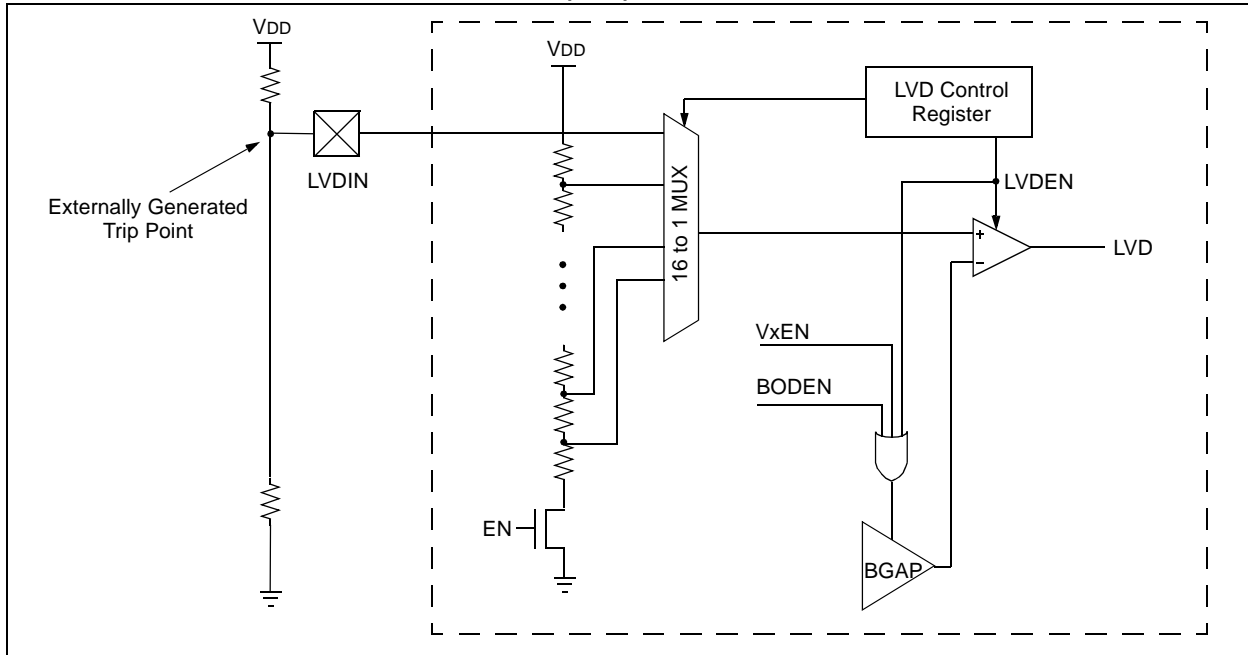 VDD
VDD
LVD Control
Register
LVDIN
16 to 1 MUX
LVDEN
Externally Generated
Trip Point
+
–
LVD
VxEN
BODEN
EN
BGAP